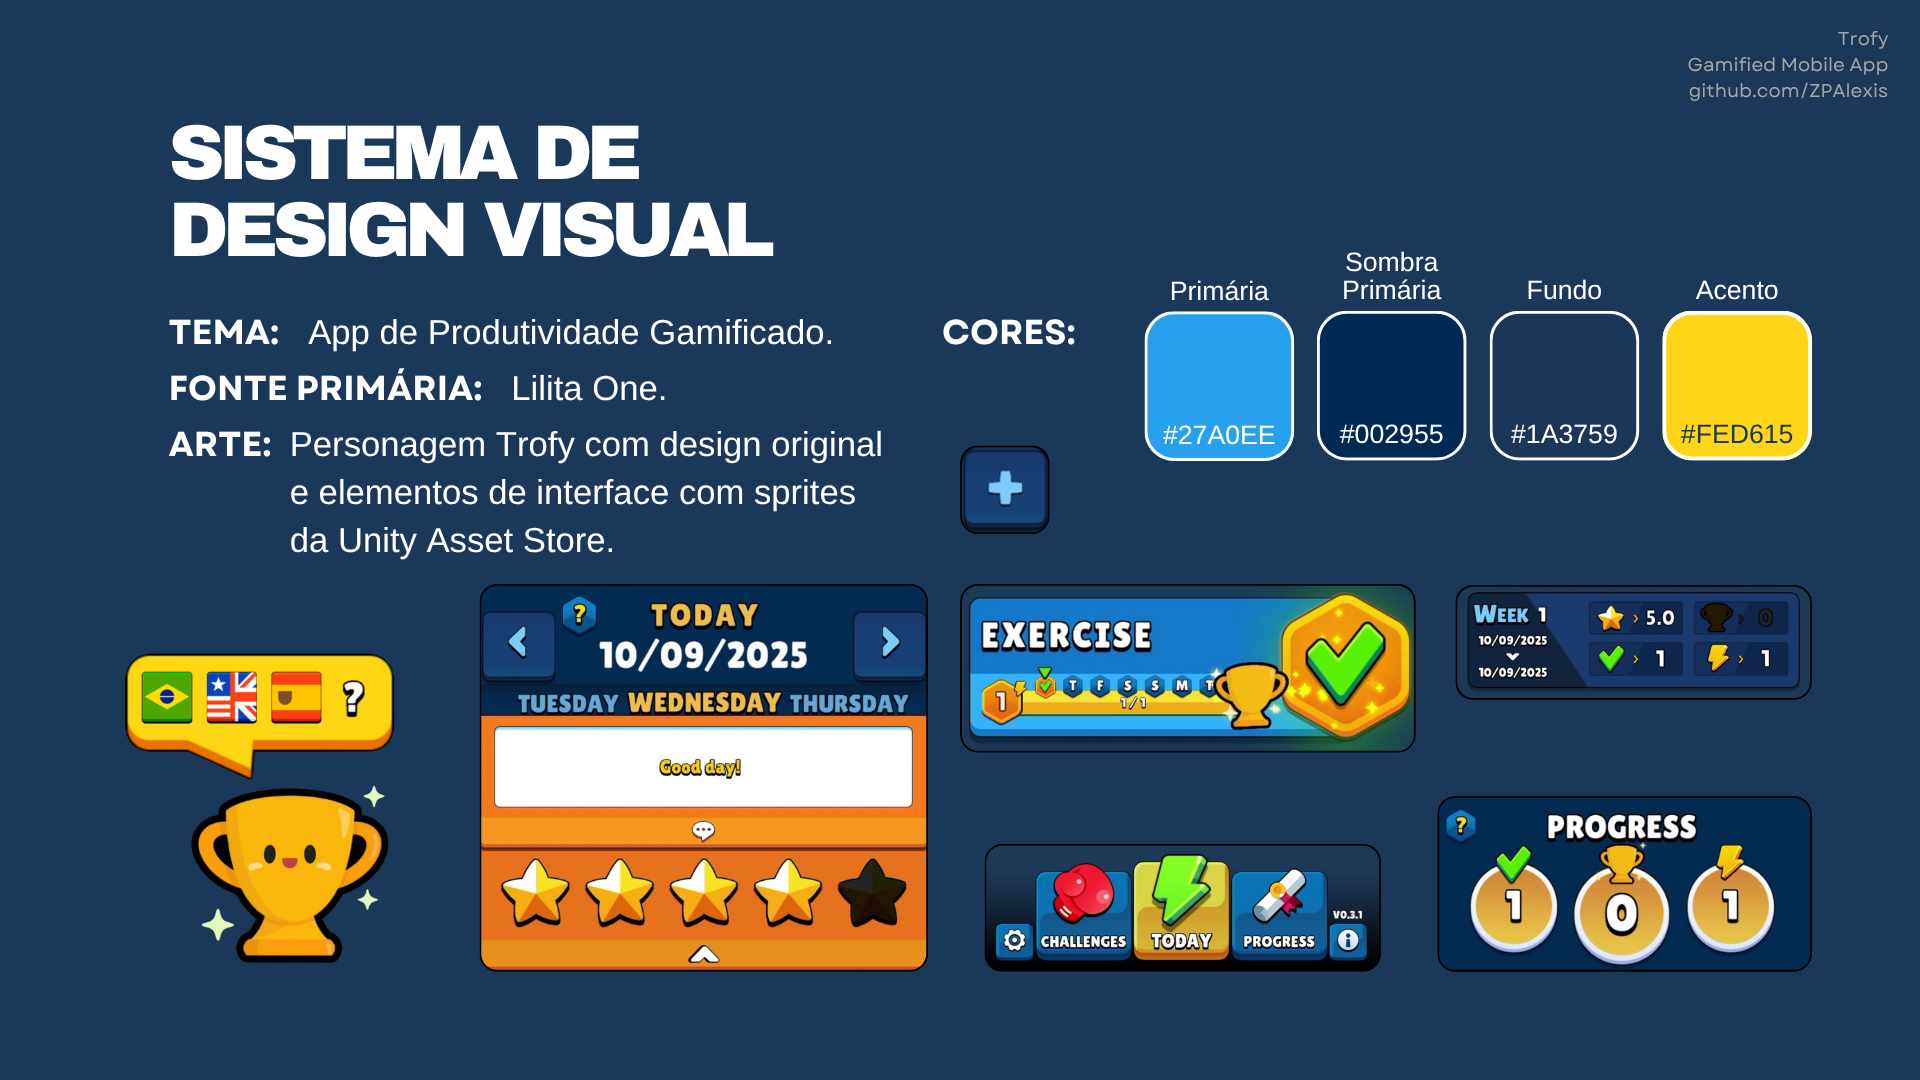 Trofy
Gamified Mobile App
github.com/ZPAlexis
SISTEMA DE
DESIGN VISUAL
TEMA: App de Produtividade Gamificado.
FONTE PRIMÁRIA: Lilita One.
ARTE: Personagem Trofy com design original
e elementos de interface com sprites
da Unity Asset Store.
CORES:
Primária
#27A0EE
Sombra
Primária
#002955
Fundo
#1A3759
Acento
#FED615
?
?
TODAY
10/09/2025
TUESDAY WEDNESDAY THURSDAY
Good day!
EXERCISE
1
T F S S M T
1/1
WEEK 1
10/09/2025
10/09/2025
5.0
0
1
1
CHALLENGES
TODAY
PROGRESS
V0.3.1
i
?
PROGRESS
1
0
1